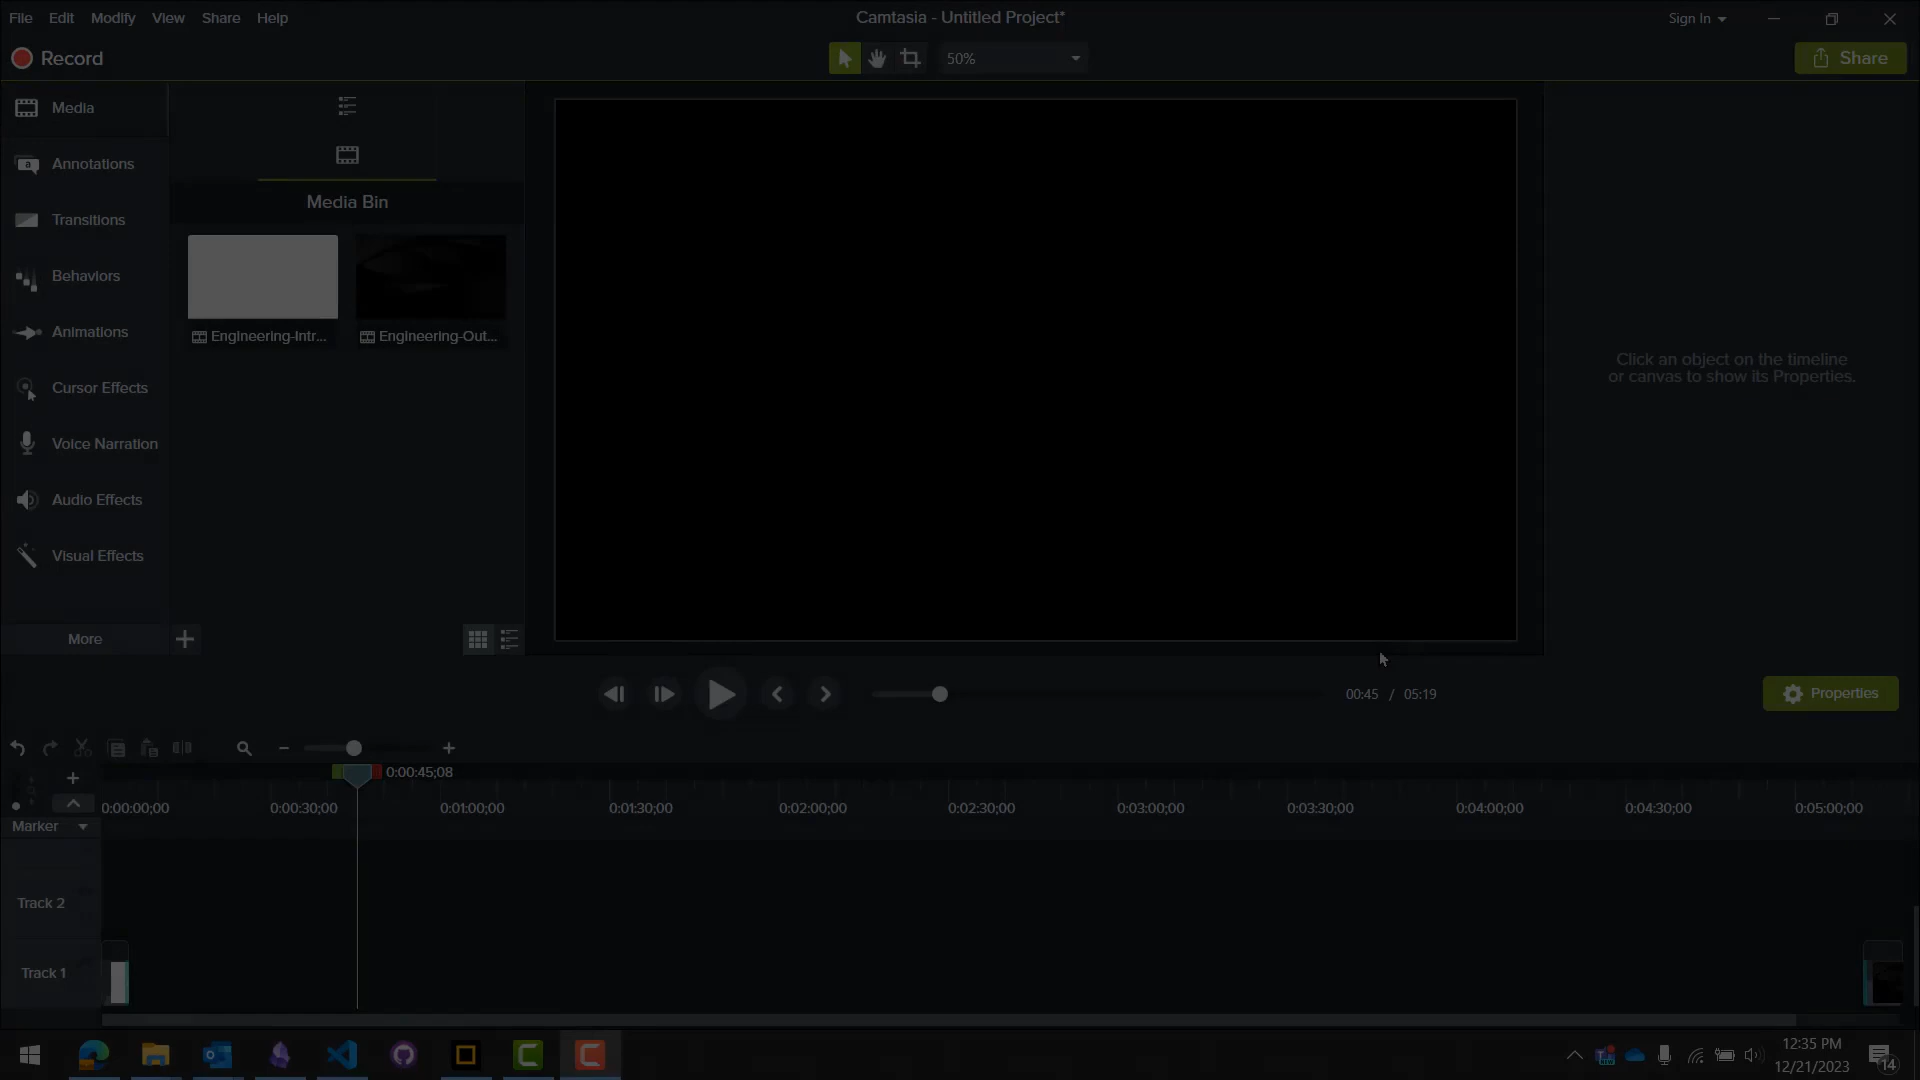 File Edit Modify View Share Help
Camtasia - Untitled Project*
Sign In
Record
50%
Share
Media
Annotations
Transitions
Behaviors
Animations
Cursor Effects
Voice Narration
Audio Effects
Visual Effects
More
Media Bin
Engineering-Intr...
Engineering-Out...
Click an object on the timeline
or canvas to show its Properties.
00:45 / 05:19
Properties
0:00:45;08
0:00:00;00 0:00:30;00 0:01:00;00 0:01:30;00 0:02:00;00 0:02:30;00 0:03:00;00 0:03:30;00 0:04:00;00 0:04:30;00 0:05:00;00
Marker
Track 2
Track 1
12:35 PM
12/21/2023
14